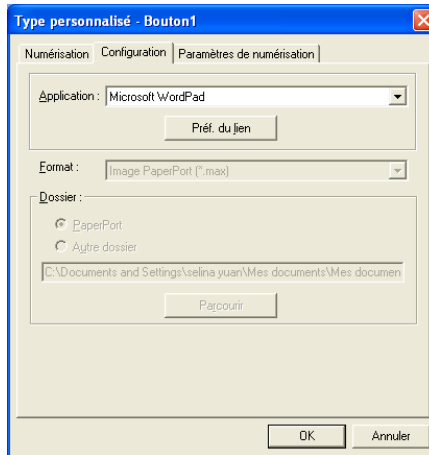 Type personnalisé - Bouton1
Numérisation Configuration Paramètres de numérisation
Application : Microsoft WordPad
Préf. du lien
Format : Image PaperPort (*.max)
Dossier :
PaperPort
Autre dossier
C:\Documents and Settings\selina yuan\Mes documents\Mes documen
Parcourir
OK Annuler